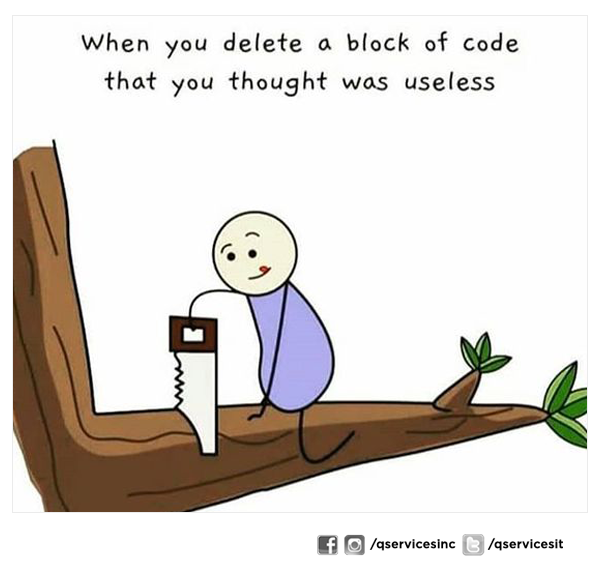 When you delete a block of code
that you thought was useless
/qservicesinc /qservicesit